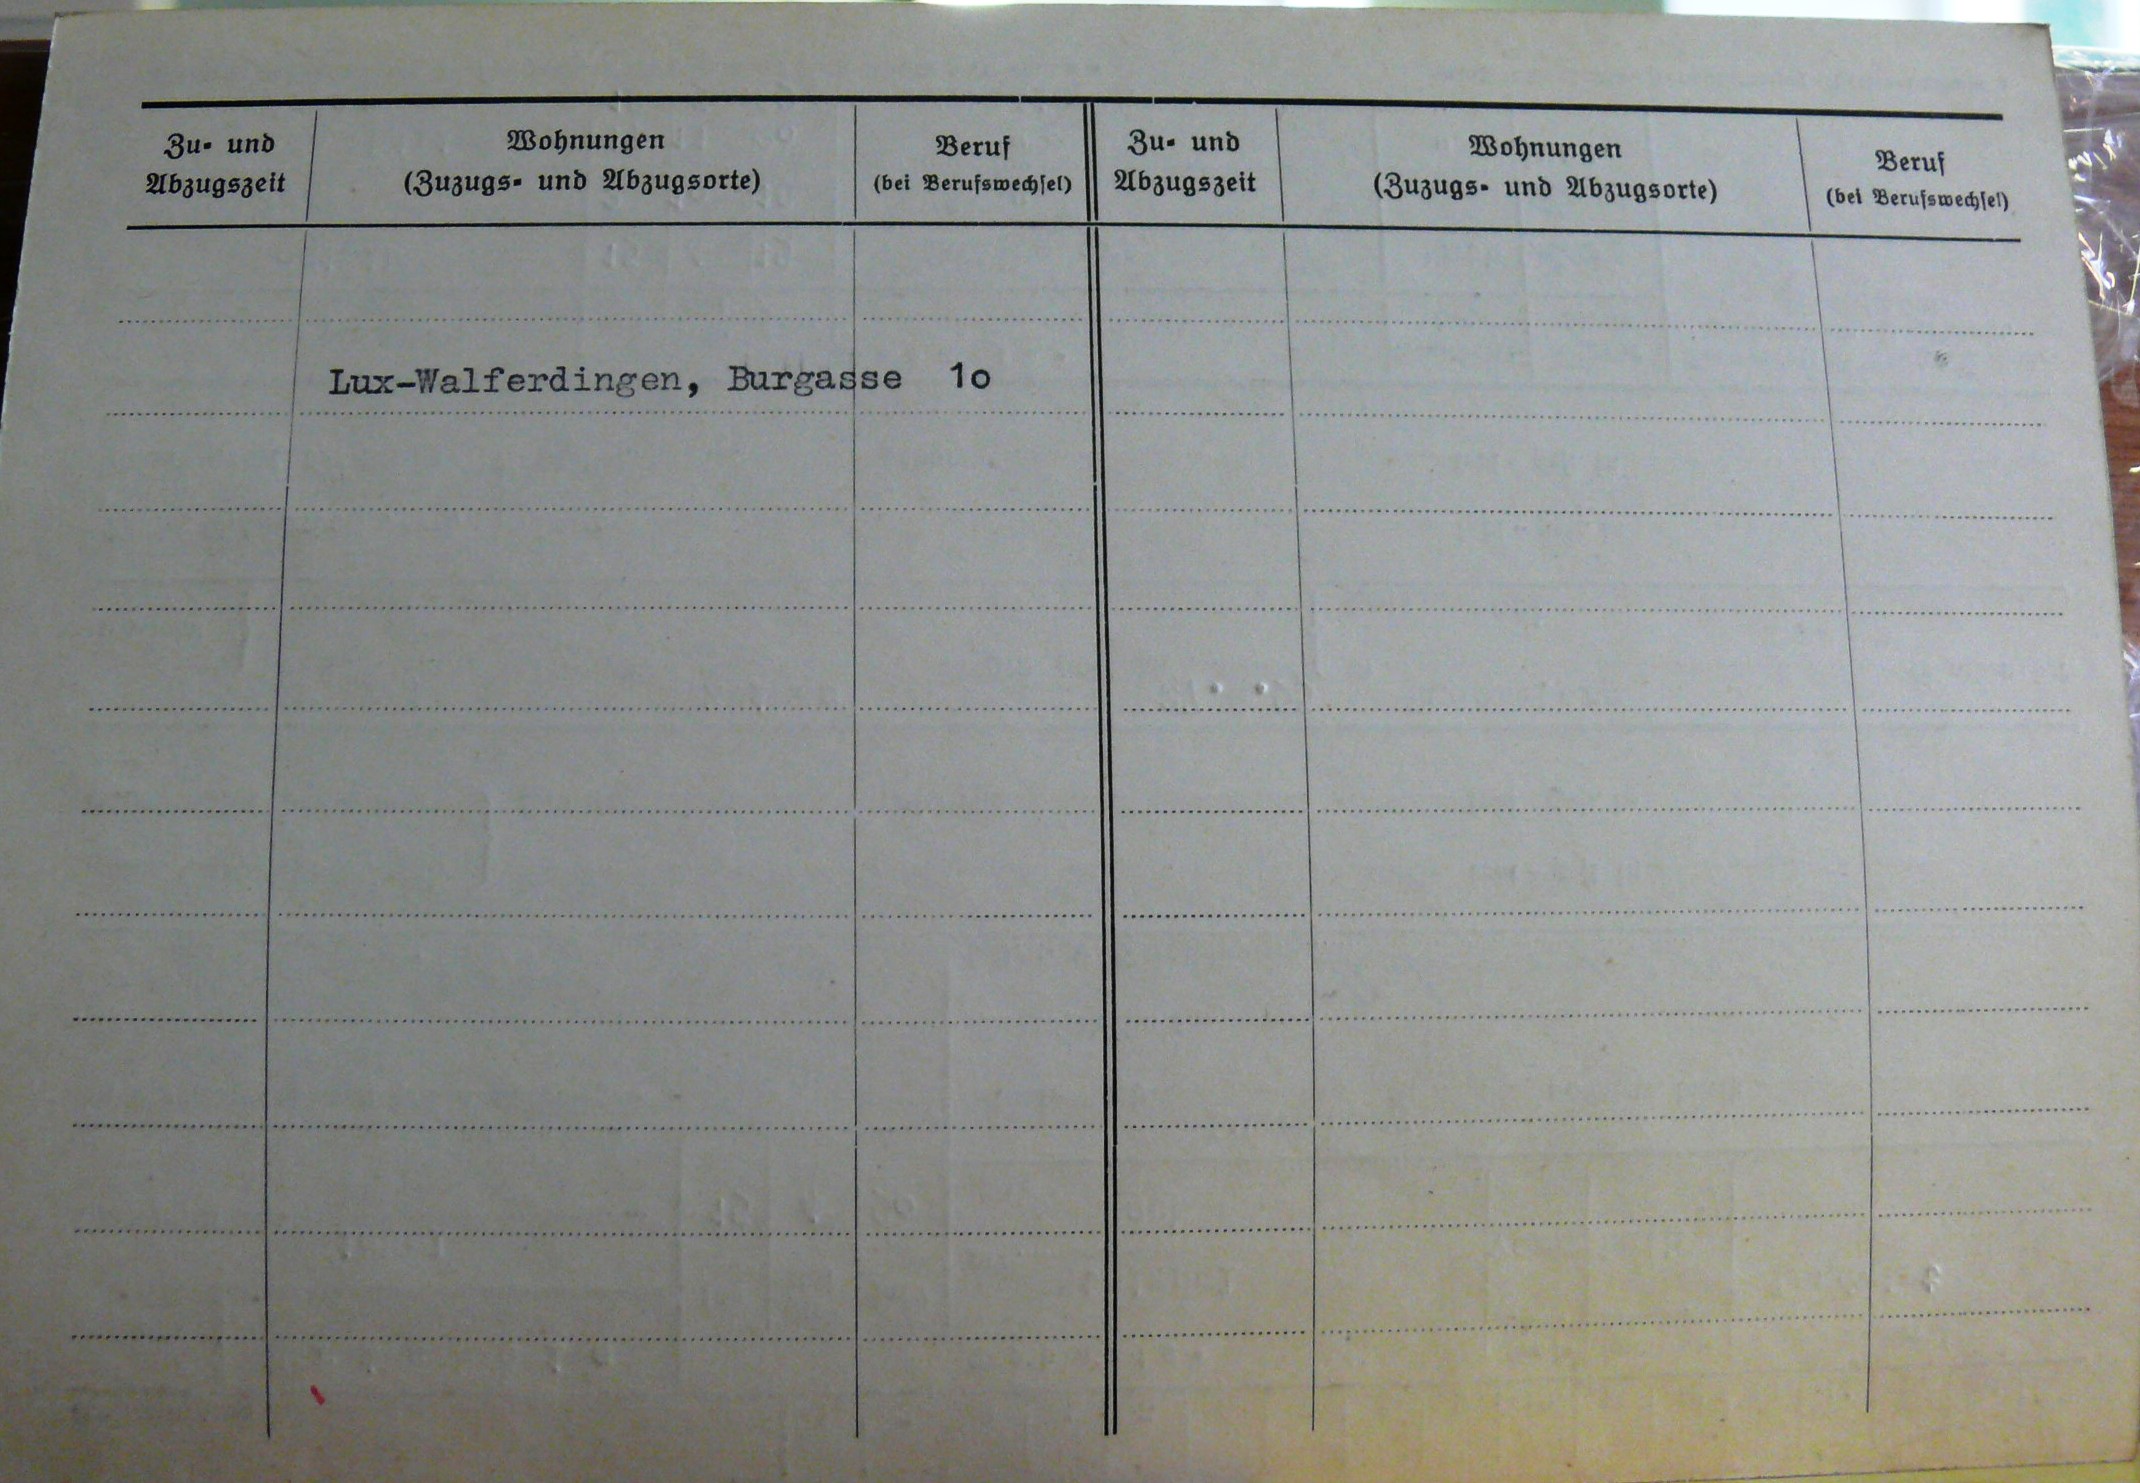 Zu- und
Abzugszeit
Wohnungen
(Zuzugs- und Abzugsorte)
Beruf
(bei Berufswechsel)
Zu- und
Abzugszeit
Wohnungen
(Zuzugs- und Abzugsorte)
Beruf
(bei Berufswechsel)
Lux-Walferdingen, Burgasse 1o